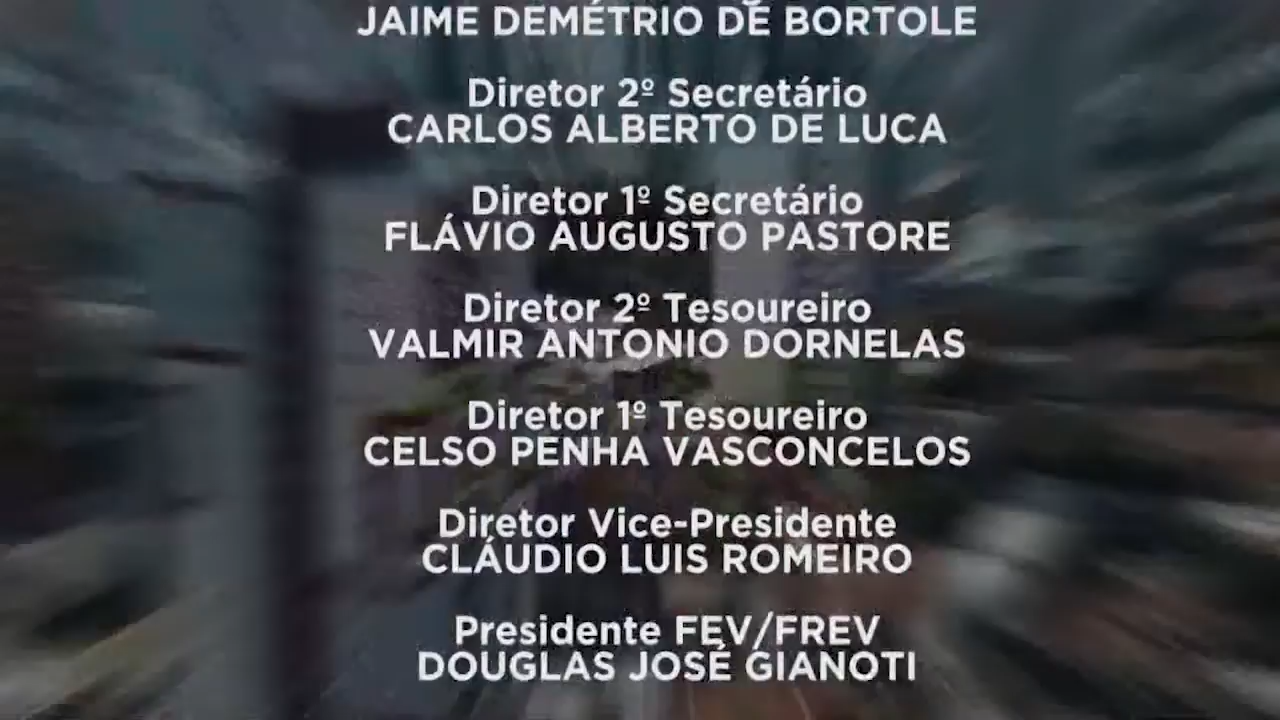 JAIME DEMÉTRIO DE BORTOLE
Diretor 2º Secretário
CARLOS ALBERTO DE LUCA
Diretor 1º Secretário
FLÁVIO AUGUSTO PASTORE
Diretor 2º Tesoureiro
VALMIR ANTONIO DORNELAS
Diretor 1º Tesoureiro
CELSO PENHA VASCONCELOS
Diretor Vice-Presidente
CLÁUDIO LUIS ROMEIRO
Presidente FEV/FREV
DOUGLAS JOSÉ GIANOTI